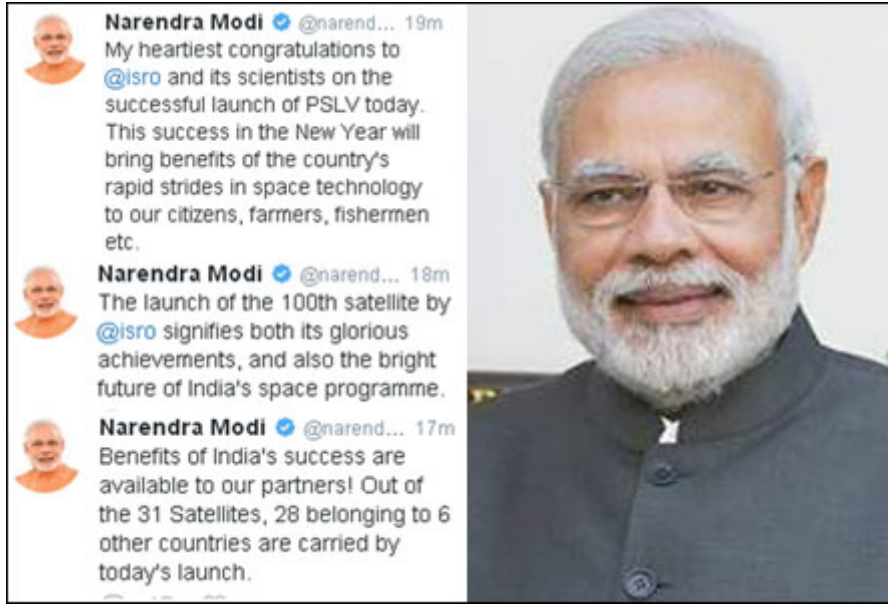 Narendra Modi @narend... 19m
My heartiest congratulations to
@isro and its scientists on the
successful launch of PSLV today.
This success in the New Year will
bring benefits of the country's
rapid strides in space technology
to our citizens, farmers, fishermen
etc.
Narendra Modi @narend... 18m
The launch of the 100th satellite by
@isro signifies both its glorious
achievements, and also the bright
future of India's space programme.
Narendra Modi @narend... 17m
Benefits of India's success are
available to our partners! Out of
the 31 Satellites, 28 belonging to 6
other countries are carried by
today's launch.